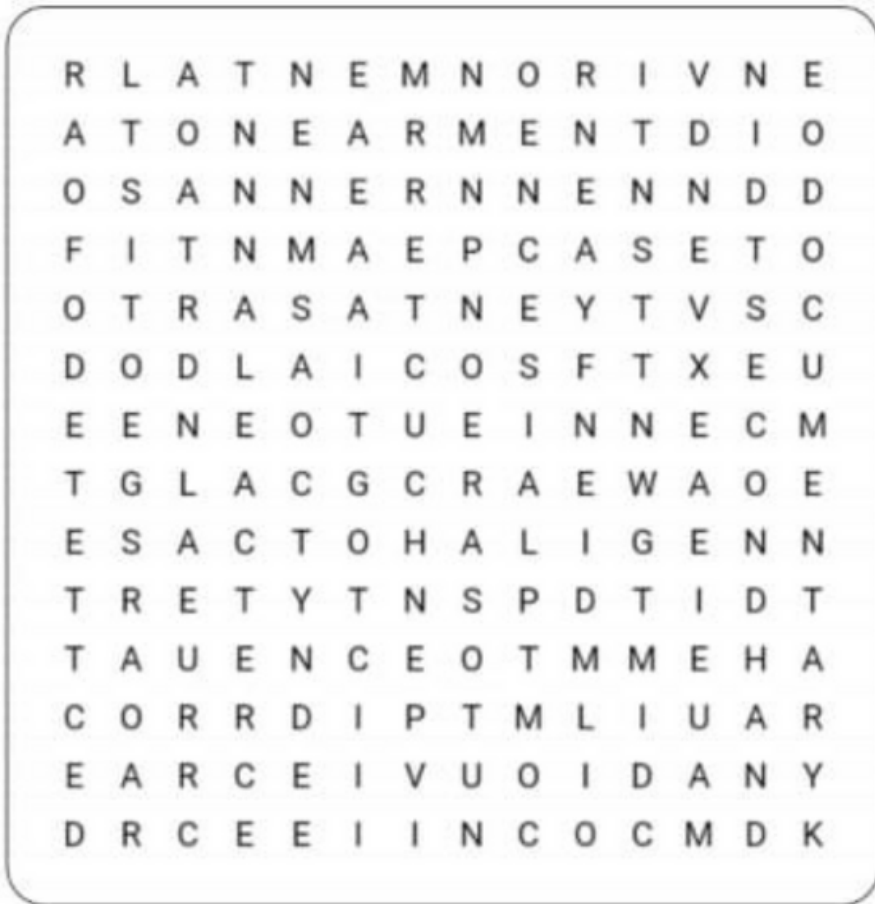 R L A T N E M N O R I V N E
A T O N E A R M E N T D I O
O S A N N E R N N E N N D D
F I T N M A E P C A S E T O
O T R A S A T N E Y T V S C
D O D L A I C O S F T X E U
E E N E O T U E I N N E C M
T G L A C G C R A E W A O E
E S A C T O H A L I G E N N
T R E T Y T N S P D T I D T
T A U E N C E O T M M E H A
C O R R D I P T M L I U A R
E A R C E I V U O I D A N Y
D R C E E I I N C O C M D K